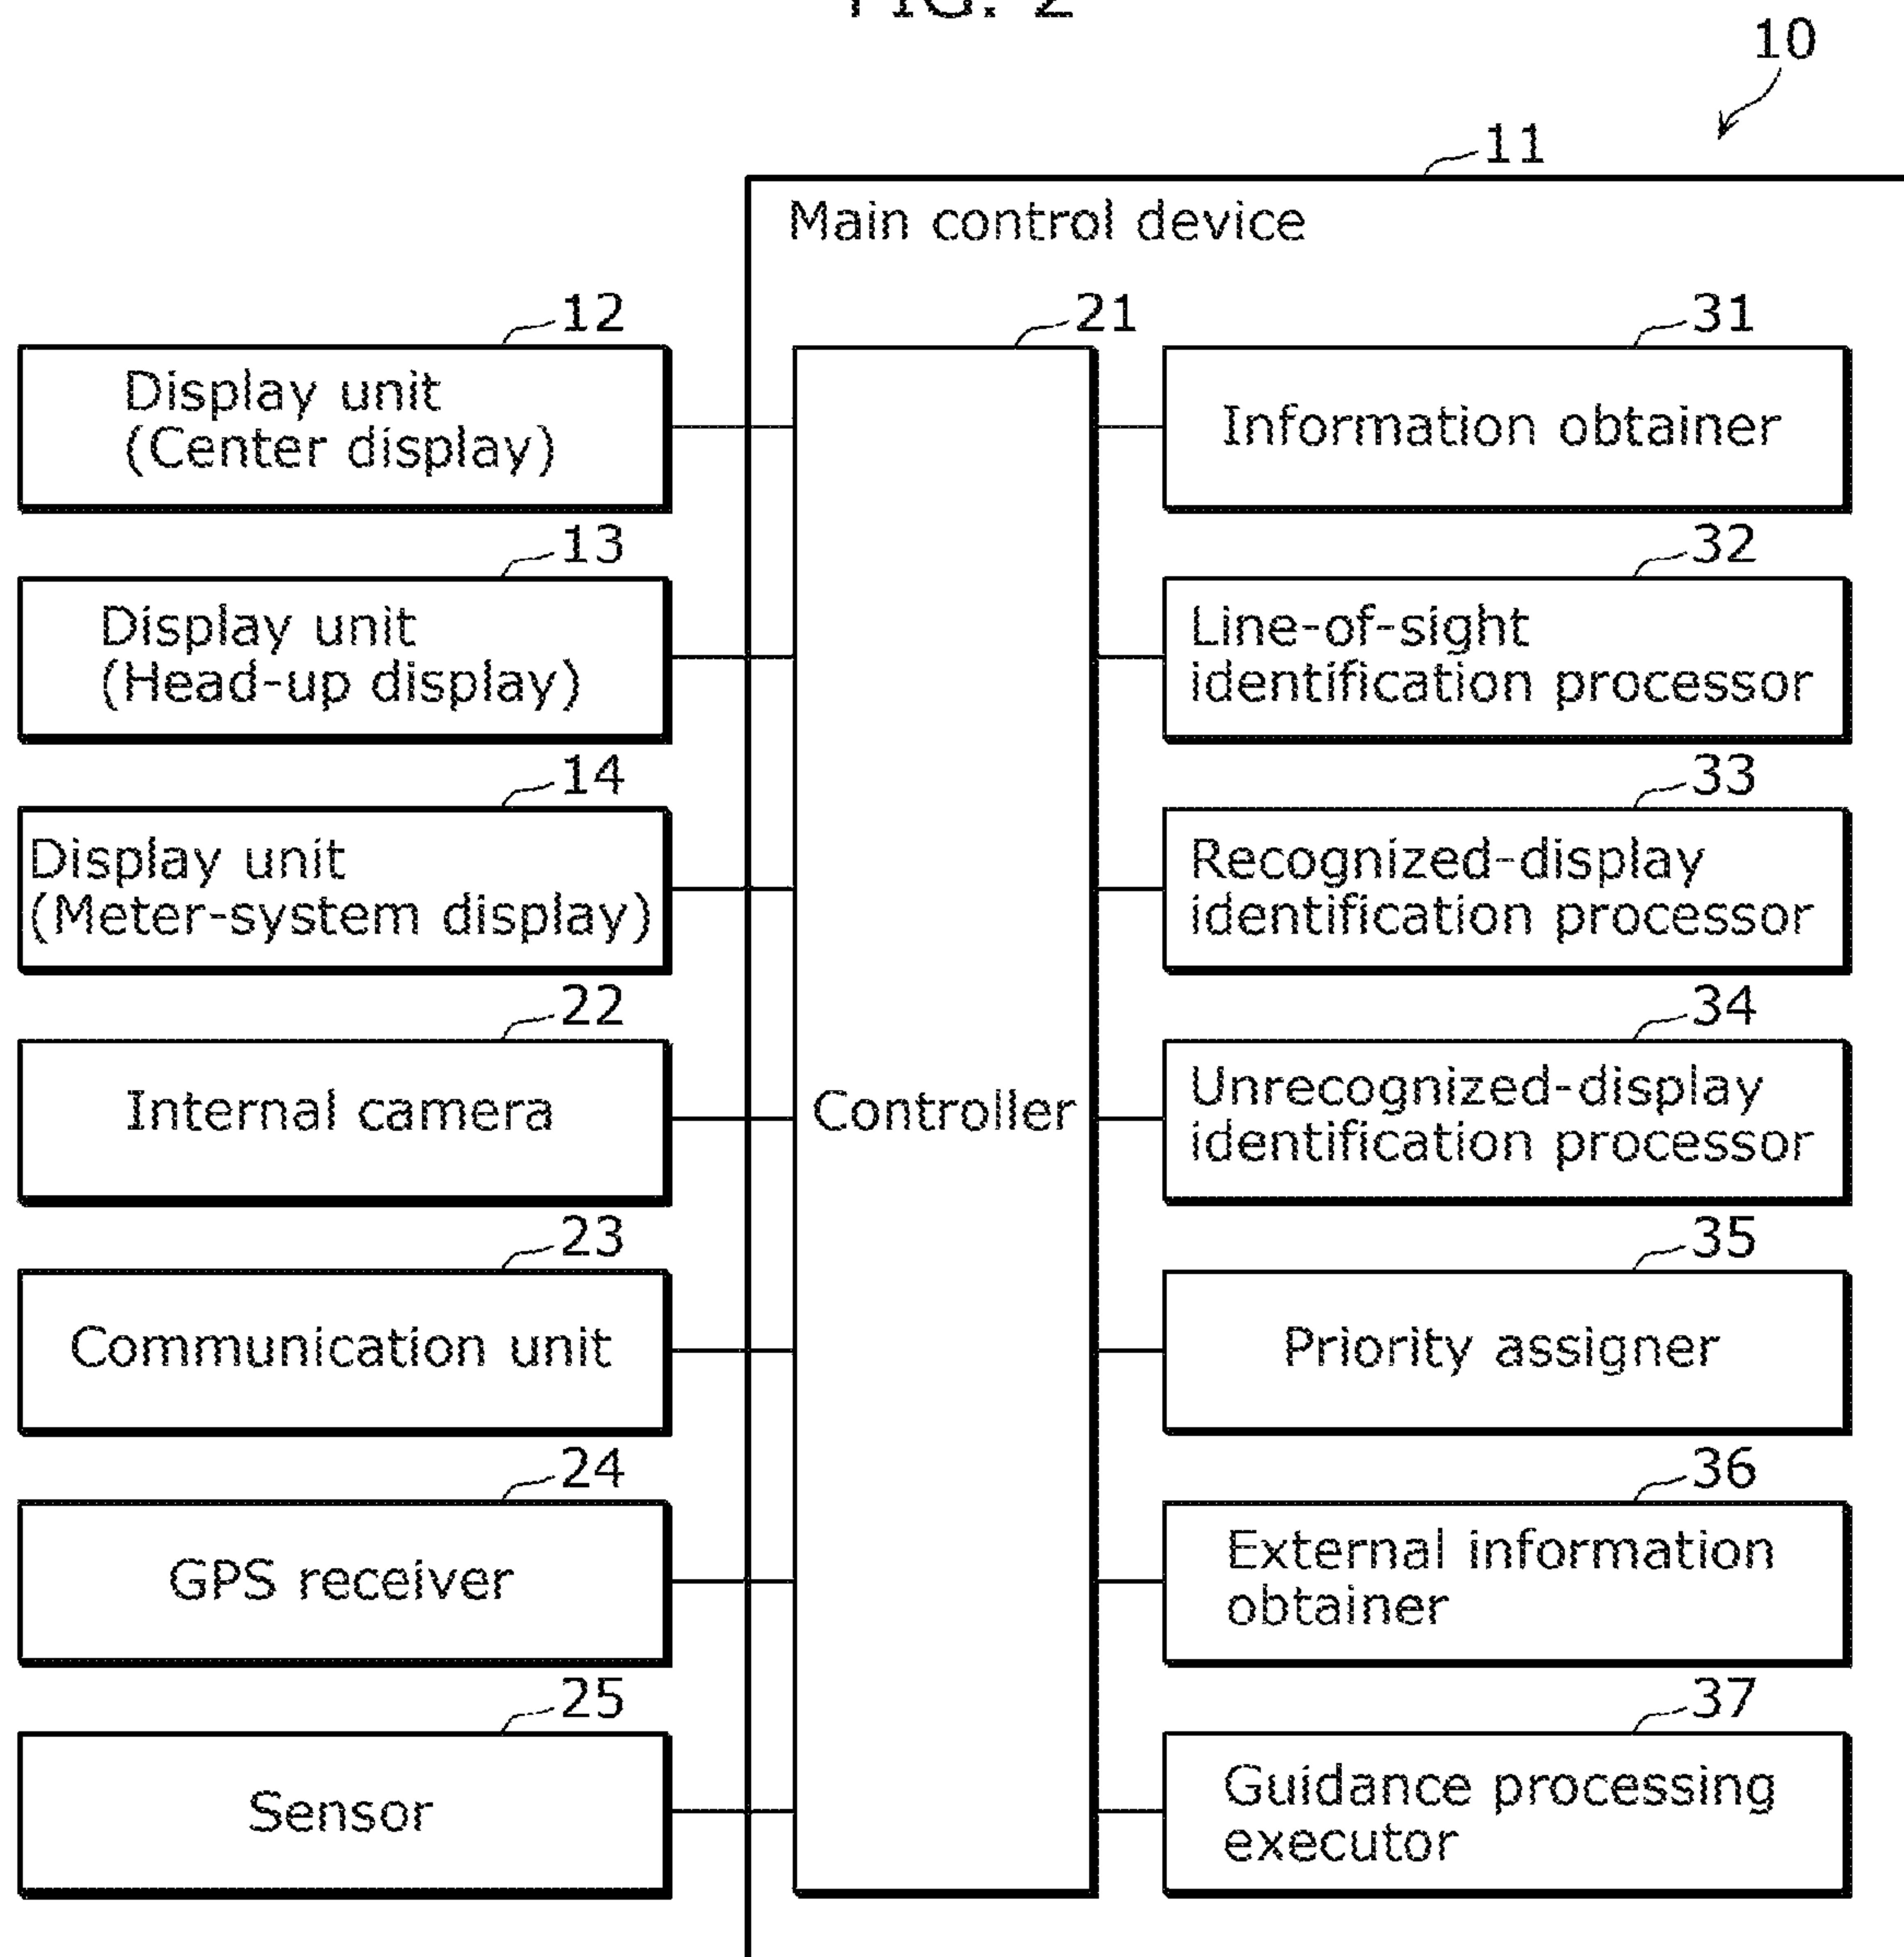 FIG. 2
10
11
Main control device
12
Display unit
(Center display)
13
Display unit
(Head-up display)
14
Display unit
(Meter-system display)
22
Internal camera
23
Communication unit
24
GPS receiver
25
Sensor
21
Controller
31
Information obtainer
32
Line-of-sight
identification processor
33
Recognized-display
identification processor
34
Unrecognized-display
identification processor
35
Priority assigner
36
External information
obtainer
37
Guidance processing
executor